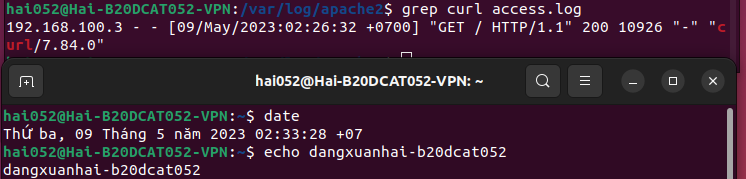 hai052@Hai-B20DCAT052-VPN:/var/log/apache2$ grep curl access.log
192.168.100.3 - - [09/May/2023:02:26:32 +0700] "GET / HTTP/1.1" 200 10926 "-" "c
url/7.84.0"
hai052@Hai-B20DCAT052-VPN: ~
hai052@Hai-B20DCAT052-VPN:~$ date
Thứ ba, 09 Tháng 5 năm 2023 02:33:28 +07
hai052@Hai-B20DCAT052-VPN:~$ echo dangxuanhai-b20dcat052
dangxuanhai-b20dcat052